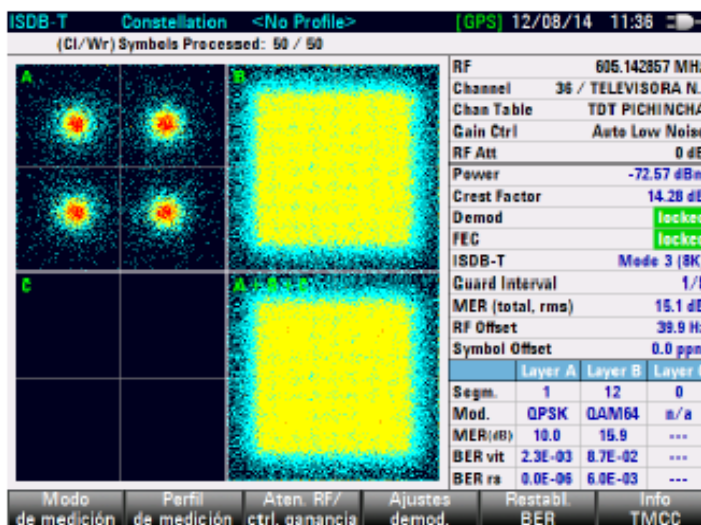 ISDB-T Constellation <No Profile> [GPS] 12/08/14 11:36
(Cl/Wr) Symbols Processed: 50 / 50
A
B
C
A + B + C
RF 605.142857 MHz
Channel 36 / TELEVISORA N.
Chan Table TDT PICHINCHA
Gain Ctrl Auto Low Noise
RF Att 0 dB
Power -72.57 dBm
Crest Factor 14.28 dB
Demod locked
FEC locked
ISDB-T Mode 3 (8K)
Guard Interval 1/
MER (total, rms) 15.1 dB
RF Offset 39.9 Hz
Symbol Offset 0.0 ppm
Layer A Layer B Layer
Segm. 1 12 0
Mod. QPSK QAM64 n/a
MER(dB) 10.0 15.9 ---
BER vit 2.3E-03 8.7E-02 ---
BER rs 0.0E-06 6.0E-03 ---
Modo de medición
Perfil de medición
Aten. RF/ ctrl. ganancia
Ajustes demod.
Restabl. BER
Info TMCC